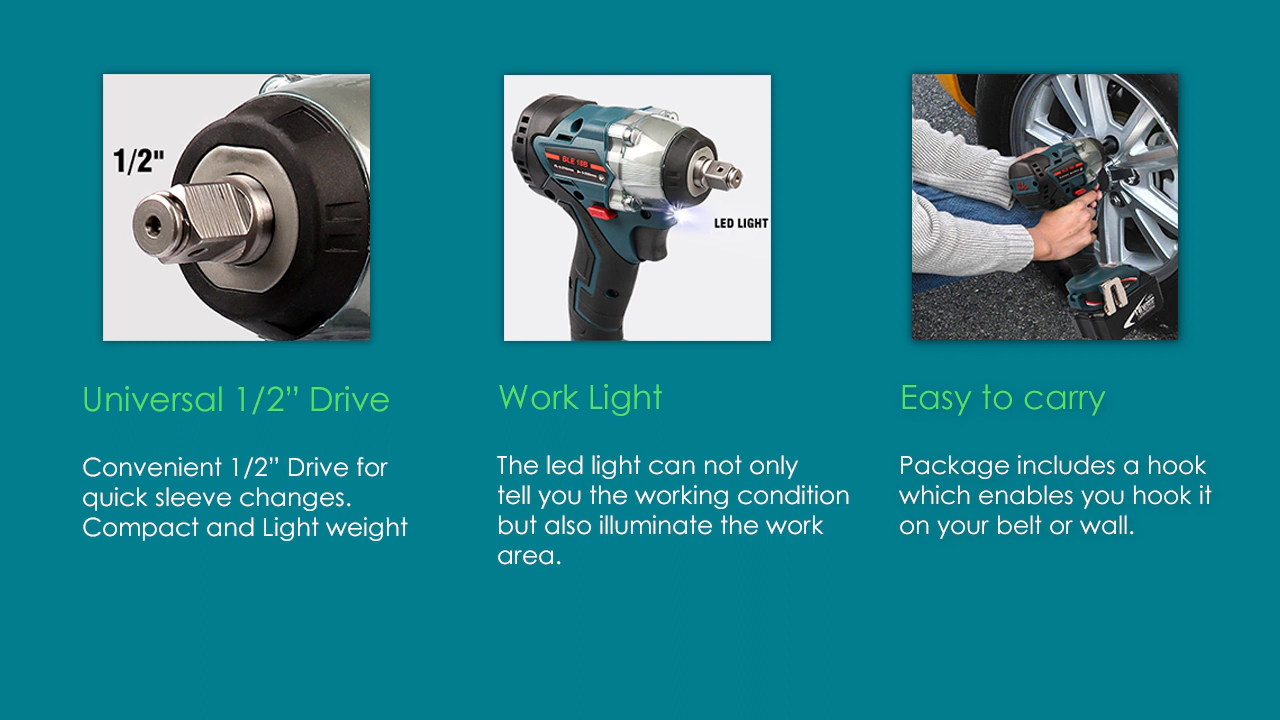 1/2"
LED LIGHT
Universal 1/2” Drive
Convenient 1/2” Drive for
quick sleeve changes.
Compact and Light weight
Work Light
The led light can not only
tell you the working condition
but also illuminate the work
area.
Easy to carry
Package includes a hook
which enables you hook it
on your belt or wall.